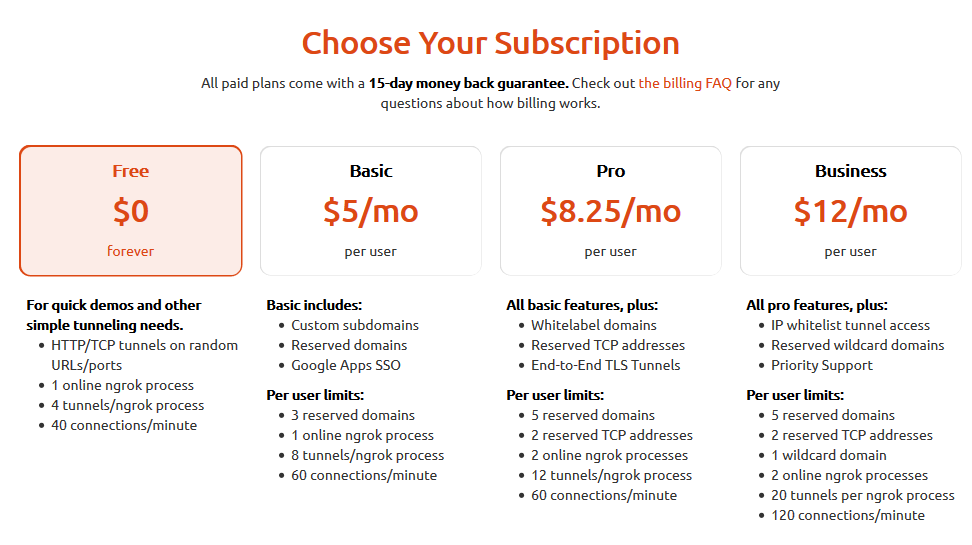 Choose Your Subscription
All paid plans come with a 15-day money back guarantee. Check out the billing FAQ for any
questions about how billing works.
Free
$0
forever
For quick demos and other
simple tunneling needs.
• HTTP/TCP tunnels on random
URLs/ports
• 1 online ngrok process
• 4 tunnels/ngrok process
• 40 connections/minute
Basic
$5/mo
per user
Basic includes:
• Custom subdomains
• Reserved domains
• Google Apps SSO
Per user limits:
• 3 reserved domains
• 1 online ngrok process
• 8 tunnels/ngrok process
• 60 connections/minute
Pro
$8.25/mo
per user
All basic features, plus:
• Whitelabel domains
• Reserved TCP addresses
• End-to-End TLS Tunnels
Per user limits:
• 5 reserved domains
• 2 reserved TCP addresses
• 2 online ngrok processes
• 12 tunnels/ngrok process
• 60 connections/minute
Business
$12/mo
per user
All pro features, plus:
• IP whitelist tunnel access
• Reserved wildcard domains
• Priority Support
Per user limits:
• 5 reserved domains
• 2 reserved TCP addresses
• 1 wildcard domain
• 2 online ngrok processes
• 20 tunnels per ngrok process
• 120 connections/minute